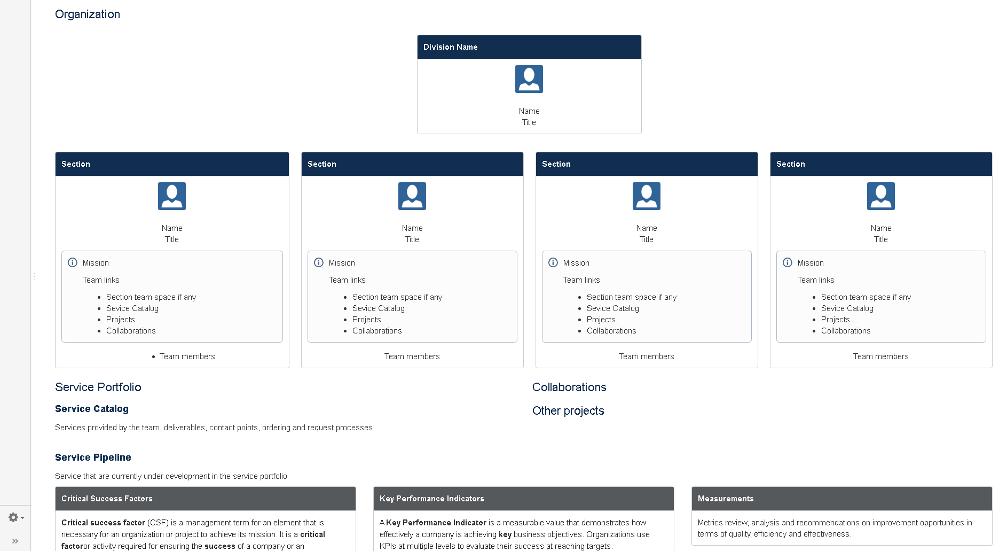 Organization
Division Name
Name
Title
Section
Name
Title
Mission
Team links
Section team space if any
Sevice Catalog
Projects
Collaborations
Team members
Section
Name
Title
Mission
Team links
Section team space if any
Sevice Catalog
Projects
Collaborations
Team members
Section
Name
Title
Mission
Team links
Section team space if any
Sevice Catalog
Projects
Collaborations
Team members
Section
Name
Title
Mission
Team links
Section team space if any
Sevice Catalog
Projects
Collaborations
Team members
Service Portfolio
Service Catalog
Services provided by the team, deliverables, contact points, ordering and request processes.
Service Pipeline
Service that are currently under development in the service portfolio
Collaborations
Other projects
Critical Success Factors
Critical success factor (CSF) is a management term for an element that is
necessary for an organization or project to achieve its mission. It is a critical
factoror activity required for ensuring the success of a company or an
Key Performance Indicators
A Key Performance Indicator is a measurable value that demonstrates how
effectively a company is achieving key business objectives. Organizations use
KPIs at multiple levels to evaluate their success at reaching targets.
Measurements
Metrics review, analysis and recommendations on improvement opportunities in
terms of quality, efficiency and effectiveness.